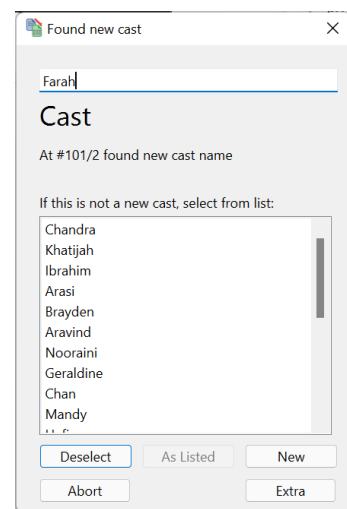 Found new cast
Farah
Cast
At #101/2 found new cast name
If this is not a new cast, select from list:
Chandra
Khatijah
Ibrahim
Arasi
Brayden
Aravind
Nooraini
Geraldine
Chan
Mandy
Deselect As Listed New
Abort Extra